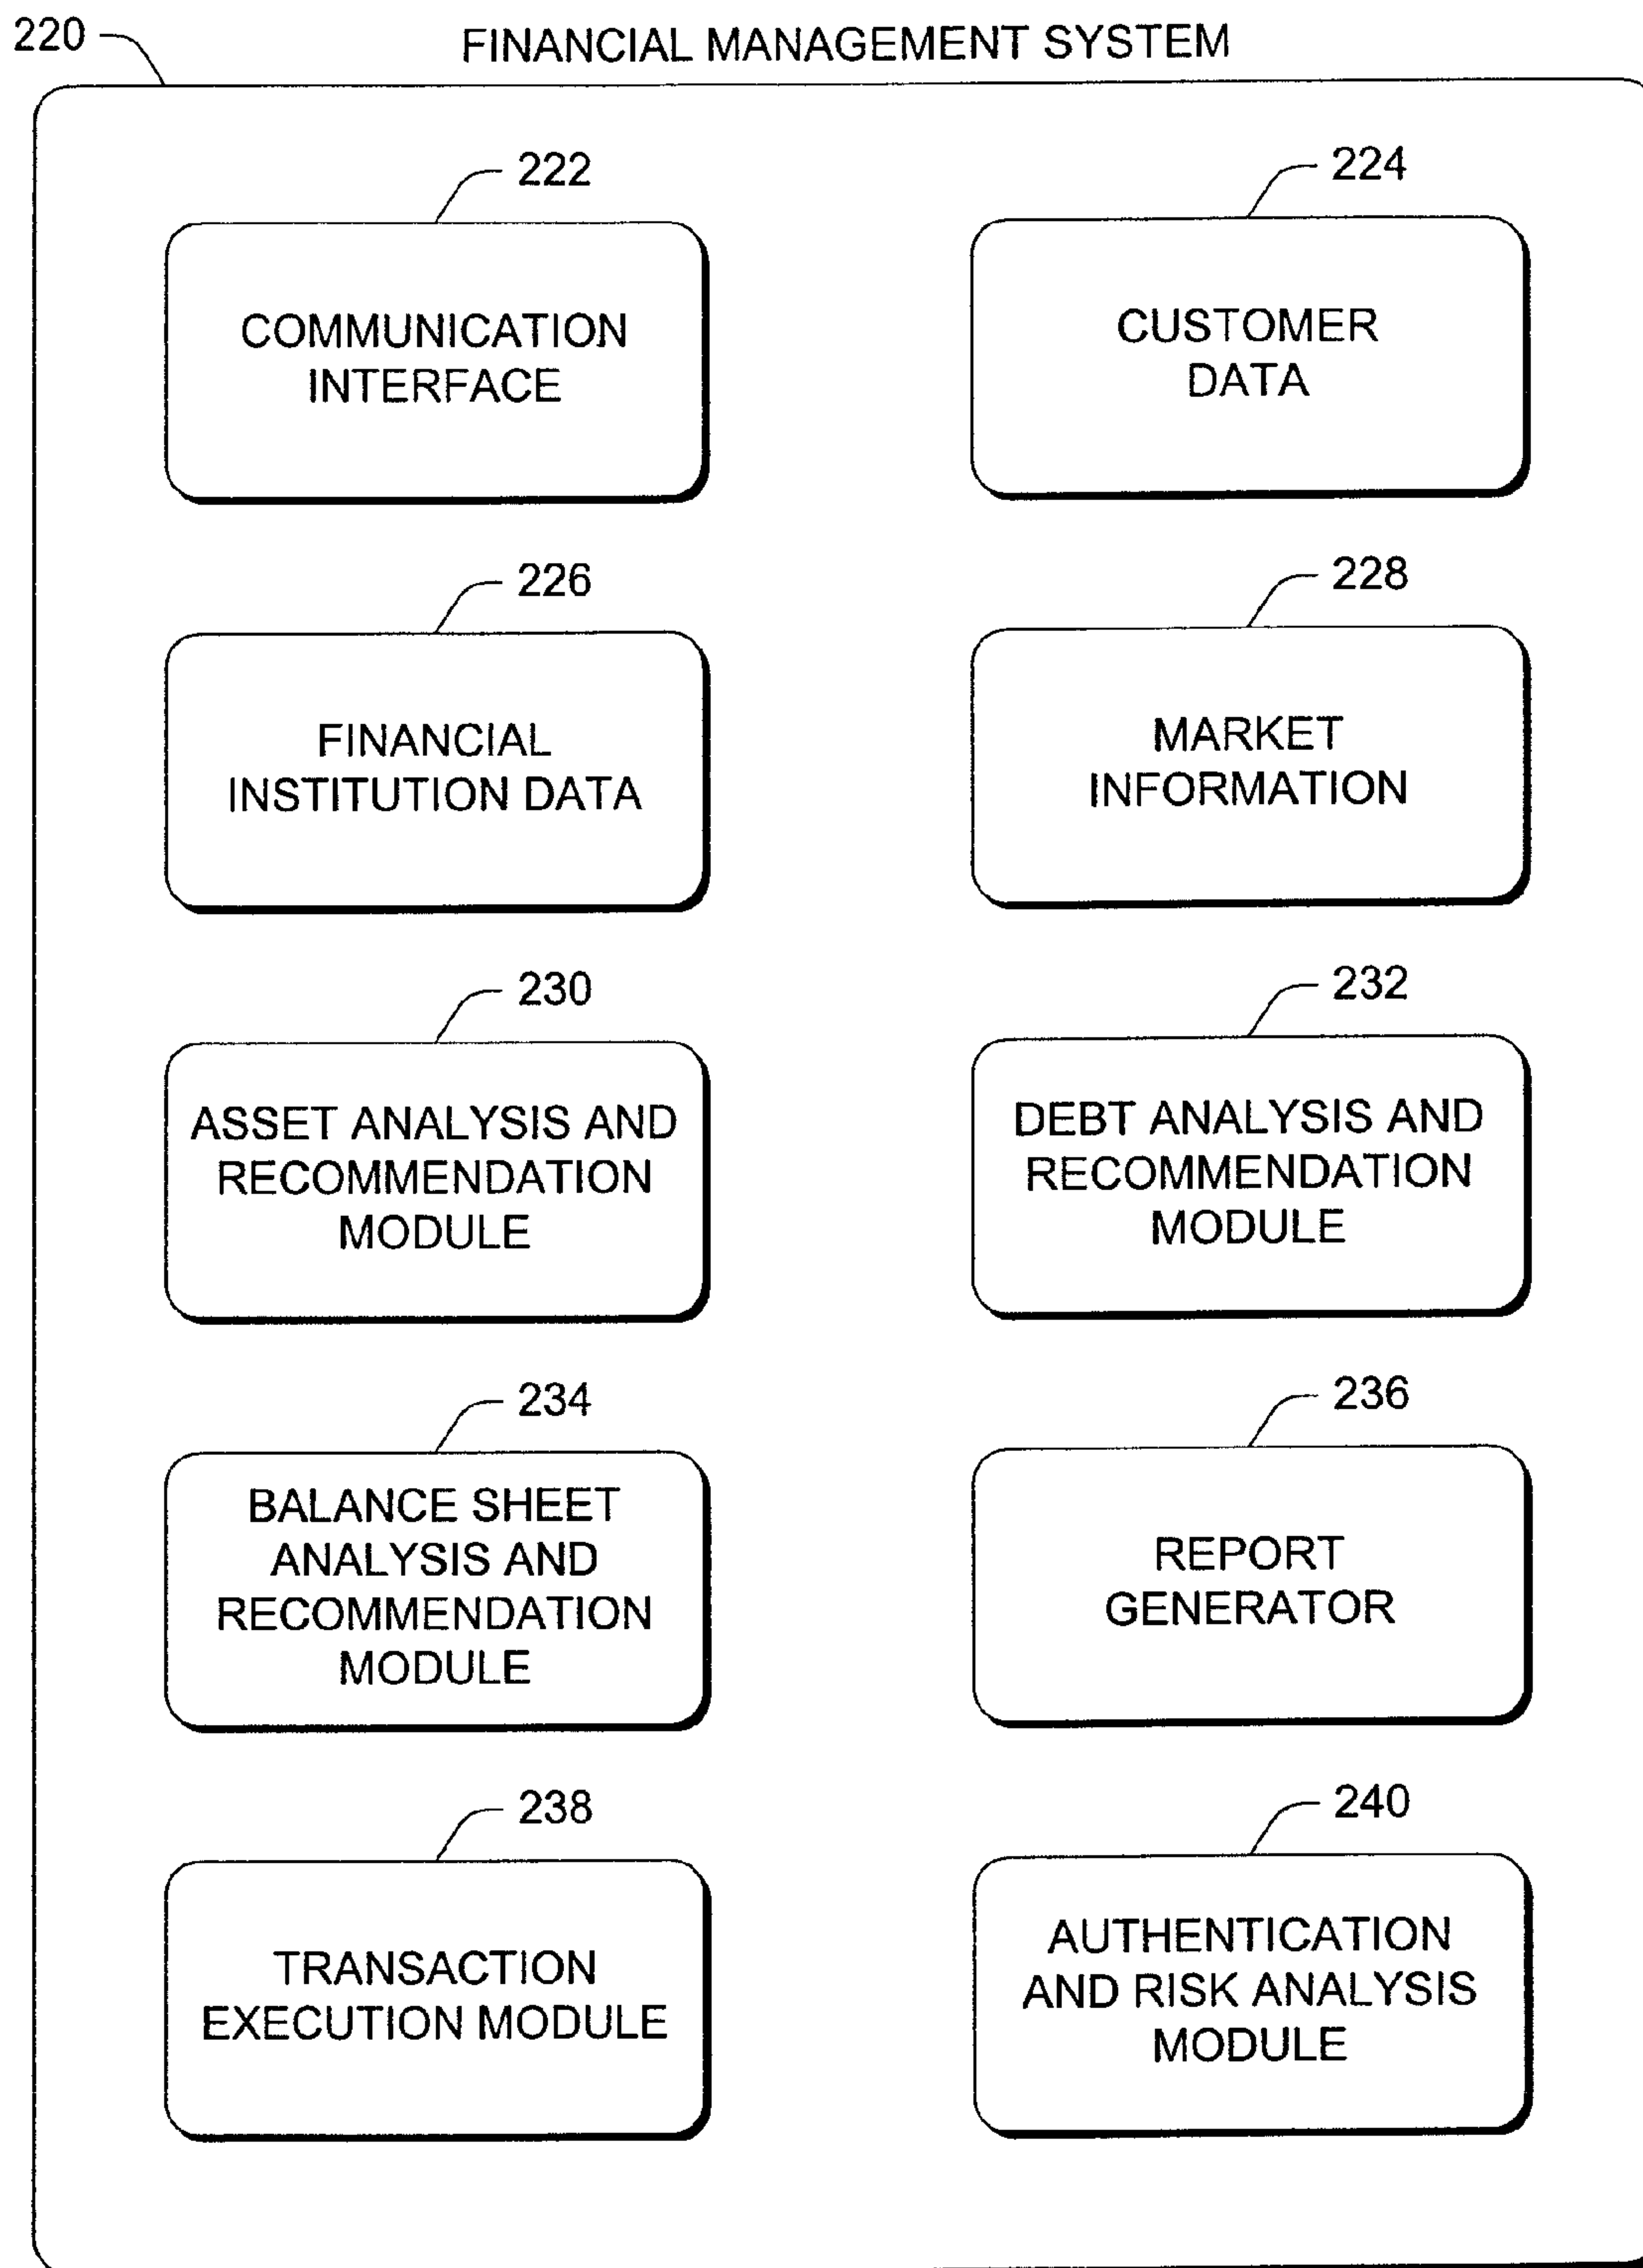 220
FINANCIAL MANAGEMENT SYSTEM
222
COMMUNICATION
INTERFACE
224
CUSTOMER
DATA
226
FINANCIAL
INSTITUTION DATA
228
MARKET
INFORMATION
230
ASSET ANALYSIS AND
RECOMMENDATION
MODULE
232
DEBT ANALYSIS AND
RECOMMENDATION
MODULE
234
BALANCE SHEET
ANALYSIS AND
RECOMMENDATION
MODULE
236
REPORT
GENERATOR
238
TRANSACTION
EXECUTION MODULE
240
AUTHENTICATION
AND RISK ANALYSIS
MODULE